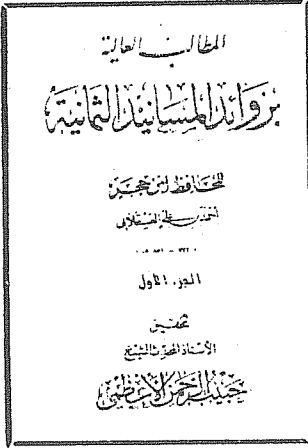 المطالب العالية
بزوائد المسانيد الثمانية
للحافظ ابن حجر
أحمد بن علي العسقلاني
الجزء الأول
تحقيق
الأستاذ المحدث الشيخ
حبيب الرحمن الأعظمي